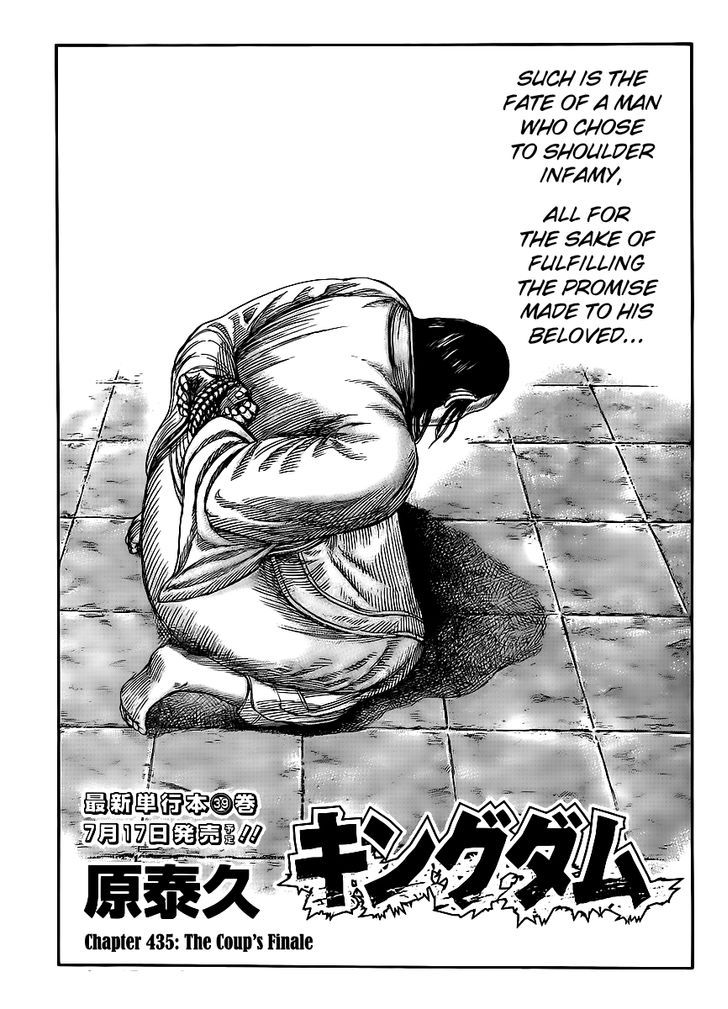 SUCH IS THE
FATE OF A MAN
WHO CHOSE
TO SHOULDER
INFAMY,
ALL FOR
THE SAKE OF
FULFILLING
THE PROMISE
MADE TO HIS
BELOVED...
最新単行本㊴巻
7月17日発売予定!!
キングダム
原泰久
Chapter 435: The Coup's Finale